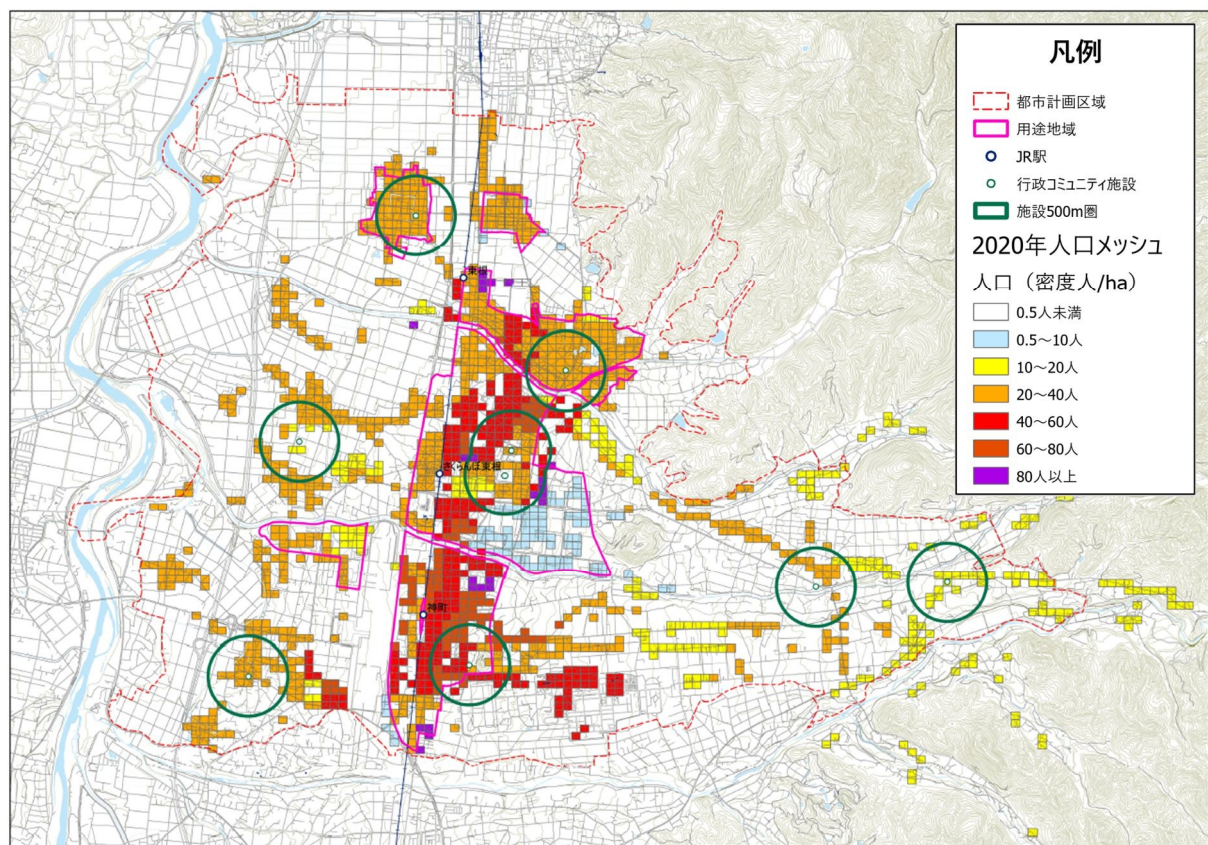 凡例
都市計画区域
用途地域
JR駅
行政コミュニティ施設
施設500m圏
2020年人口メッシュ
人口（密度人/ha）
0.5人未満
0.5～10人
10～20人
20～40人
40～60人
60～80人
80人以上
東根
さくらんぼ東根
神町